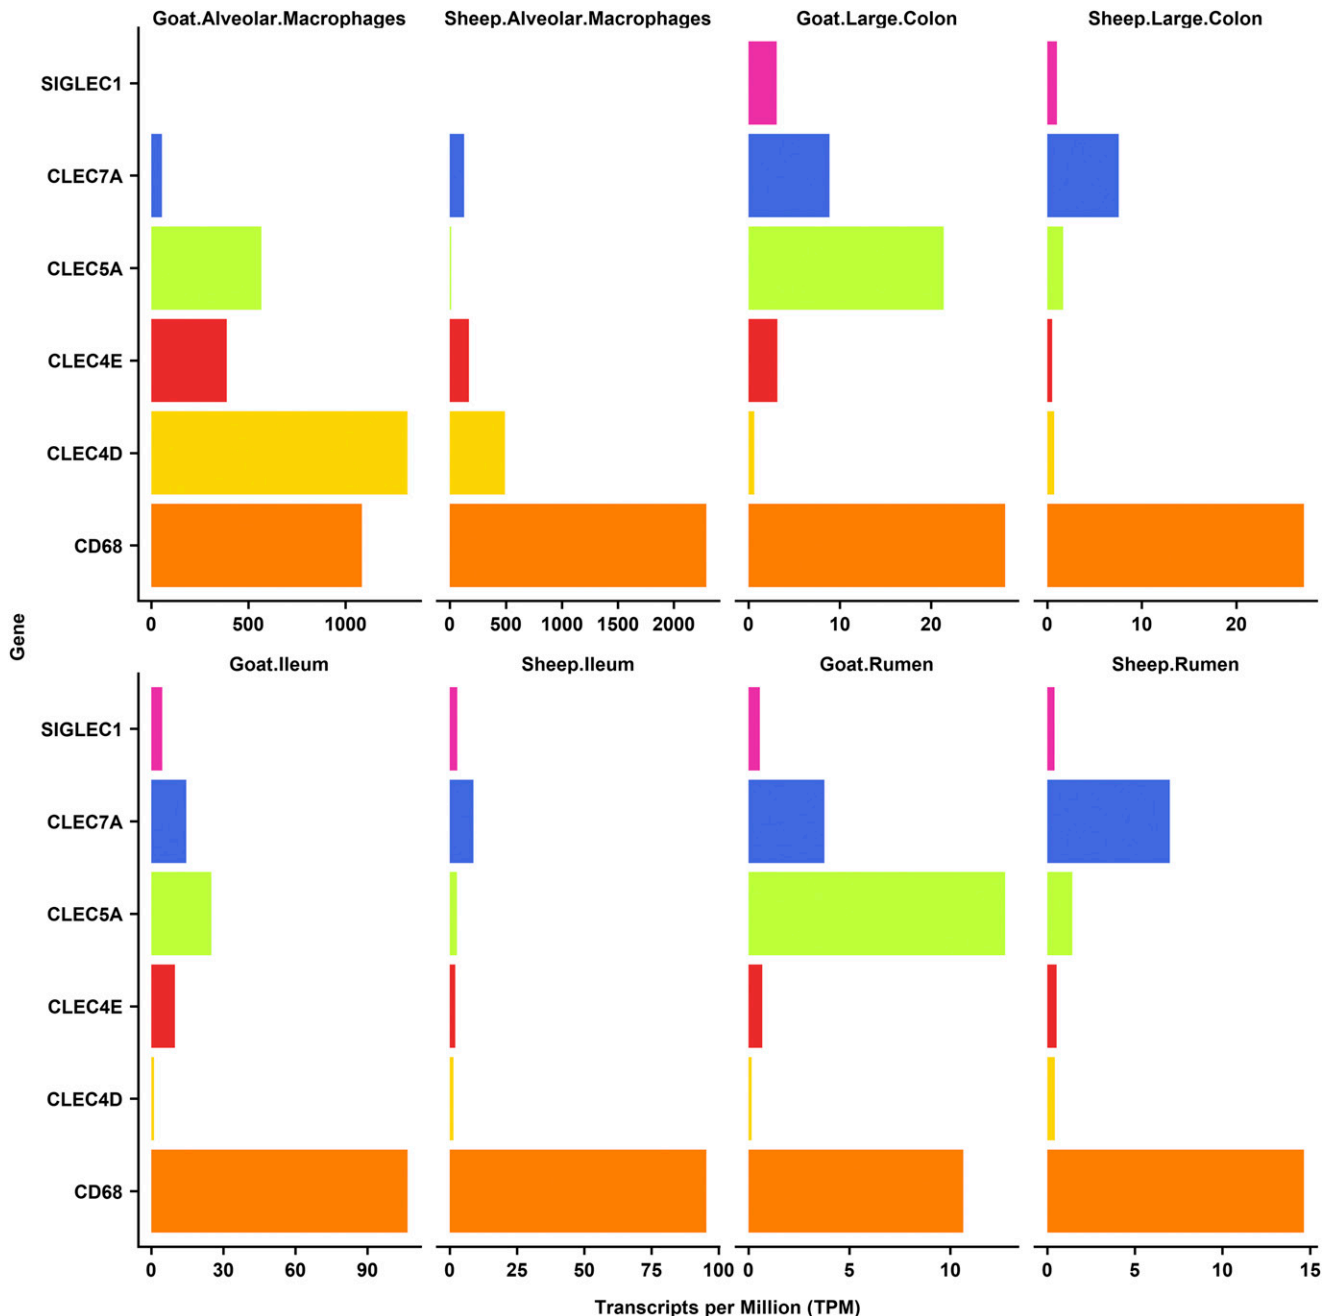 Goat.Alveolar.Macrophages Sheep.Alveolar.Macrophages Goat.Large.Colon Sheep.Large.Colon
SIGLEC1
CLEC7A
CLEC5A
CLEC4E
CLEC4D
CD68
0 500 1000 0 500 1000 1500 2000 0 10 20 0 10 20
Gene
Goat.Ileum Sheep.Ileum Goat.Rumen Sheep.Rumen
SIGLEC1
CLEC7A
CLEC5A
CLEC4E
CLEC4D
CD68
0 30 60 90 0 25 50 75 100 0 5 10 0 5 10 15
Transcripts per Million (TPM)